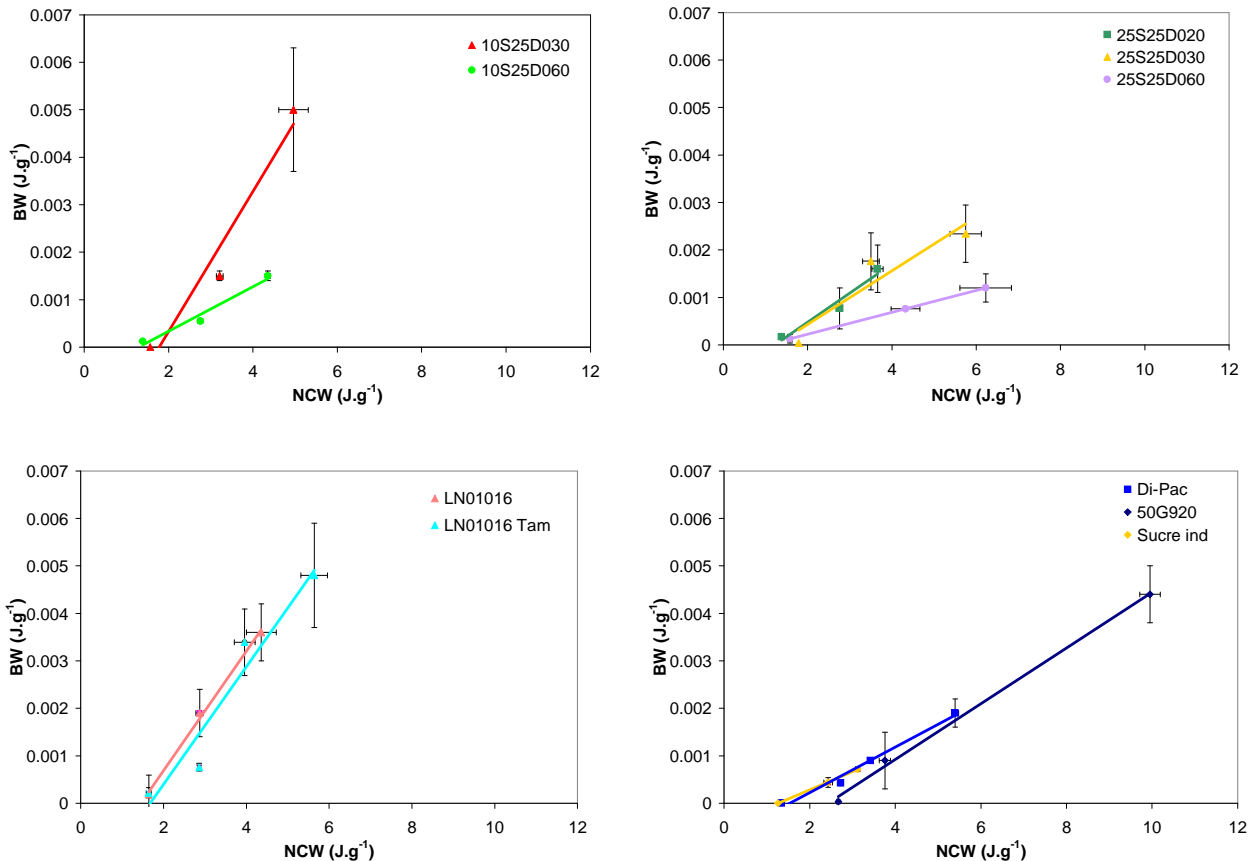 0.007
0.006
0.005
0.004
0.003
0.002
0.001
0
BW (J.g⁻¹)
10S25D030
10S25D060
0 2 4 6 8 10 12
NCW (J.g⁻¹)
0.007
0.006
0.005
0.004
0.003
0.002
0.001
0
BW (J.g⁻¹)
25S25D020
25S25D030
25S25D060
0 2 4 6 8 10 12
NCW (J.g⁻¹)
0.007
0.006
0.005
0.004
0.003
0.002
0.001
0
BW (J.g⁻¹)
LN01016
LN01016 Tam
0 2 4 6 8 10 12
NCW (J.g⁻¹)
0.007
0.006
0.005
0.004
0.003
0.002
0.001
0
BW (J.g⁻¹)
Di-Pac
50G920
Sucre ind
0 2 4 6 8 10 12
NCW (J.g⁻¹)